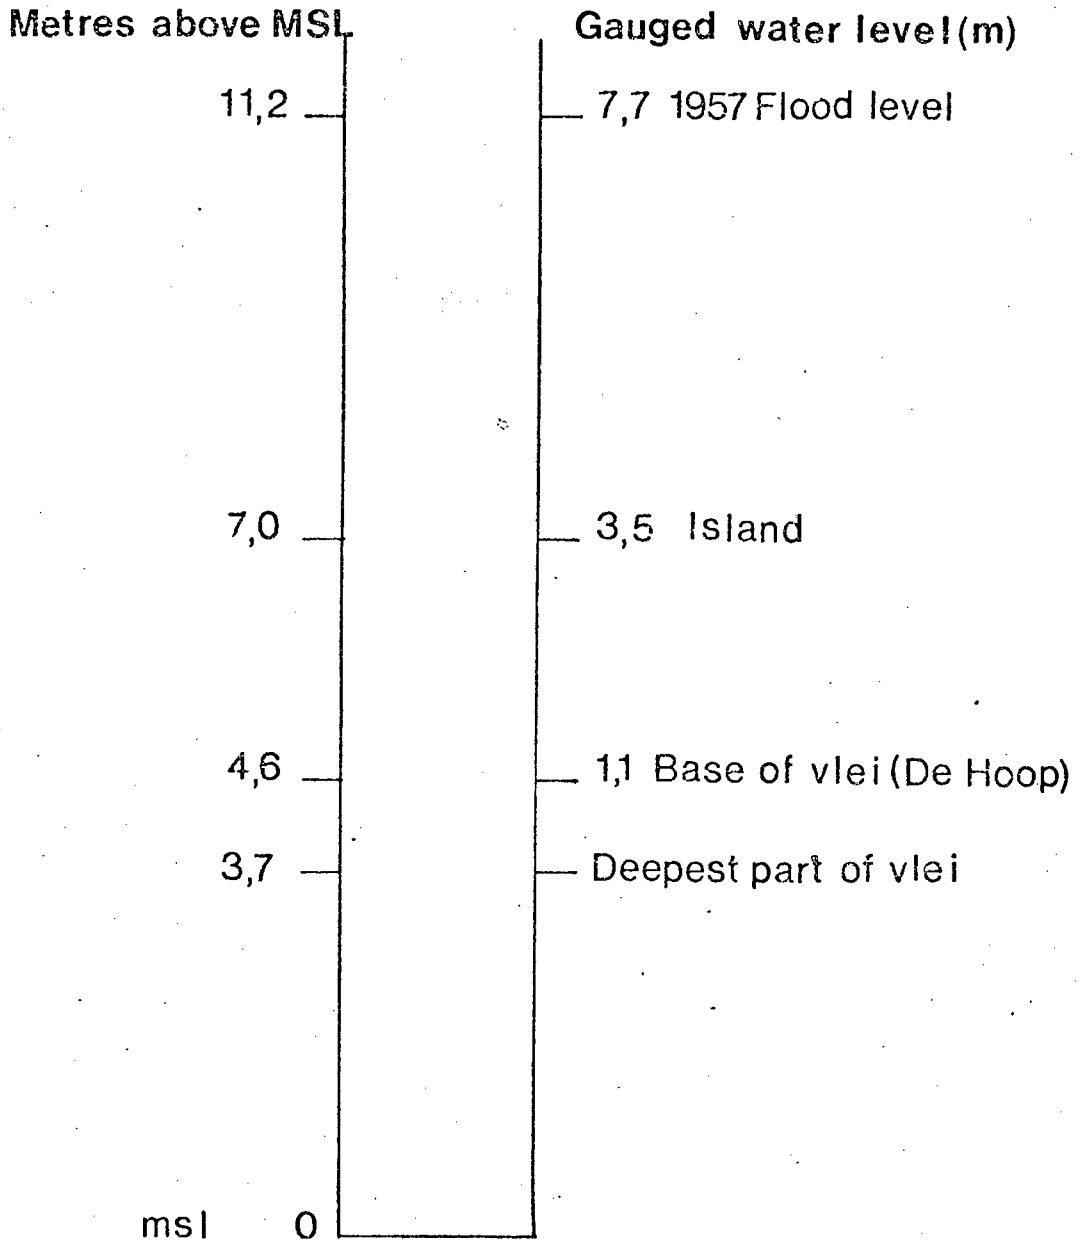 Metres above MSL Gauged water level (m)
11,2 7,7 1957 Flood level
7,0 3,5 Island
4,6 1,1 Base of vlei (De Hoop)
3,7 Deepest part of vlei
msl 0